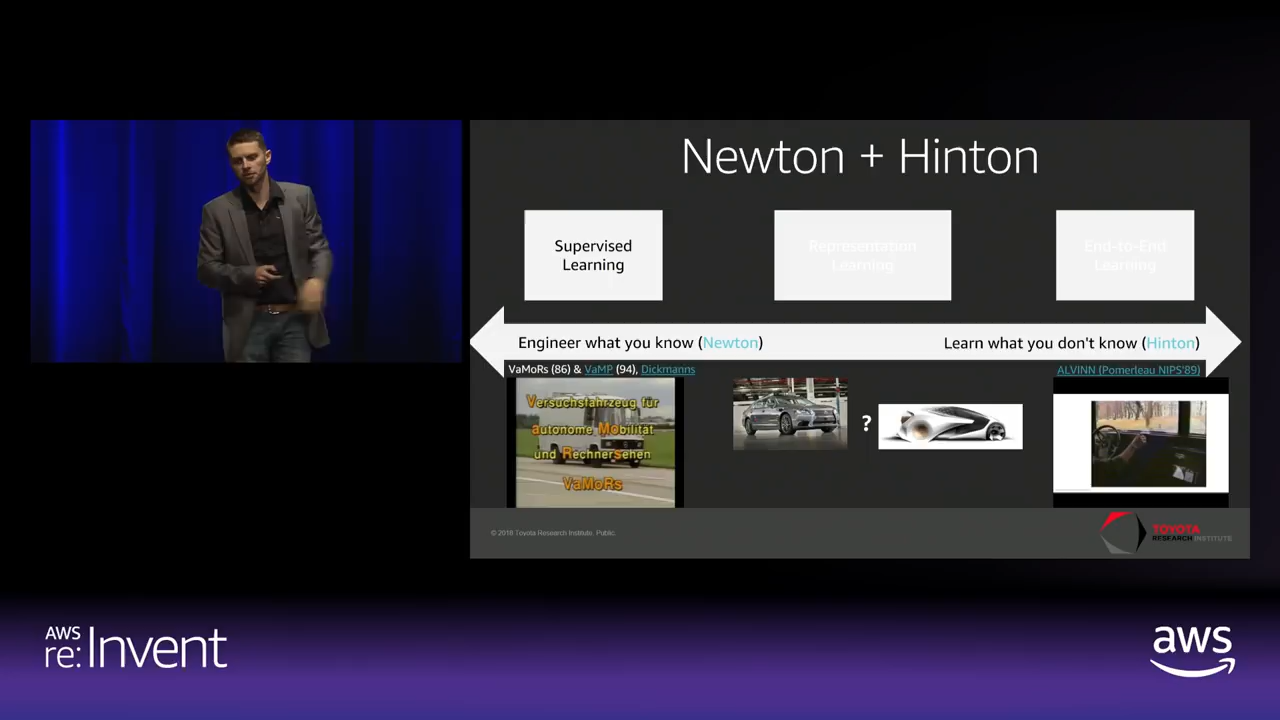 Newton + Hinton
Supervised
Learning
Representation
Learning
End-to-End
Learning
Engineer what you know (Newton)
Learn what you don't know (Hinton)
VaMoRs (86) & VaMP (94), Dickmanns
ALVINN (Pomerleau NIPS'89)
Versuchsfahrzeug für
autonome Mobilität
und Rechnersehen
VaMoRs
?
© 2018 Toyota Research Institute. Public.
TOYOTA
RESEARCH INSTITUTE
AWS
re:Invent
aws